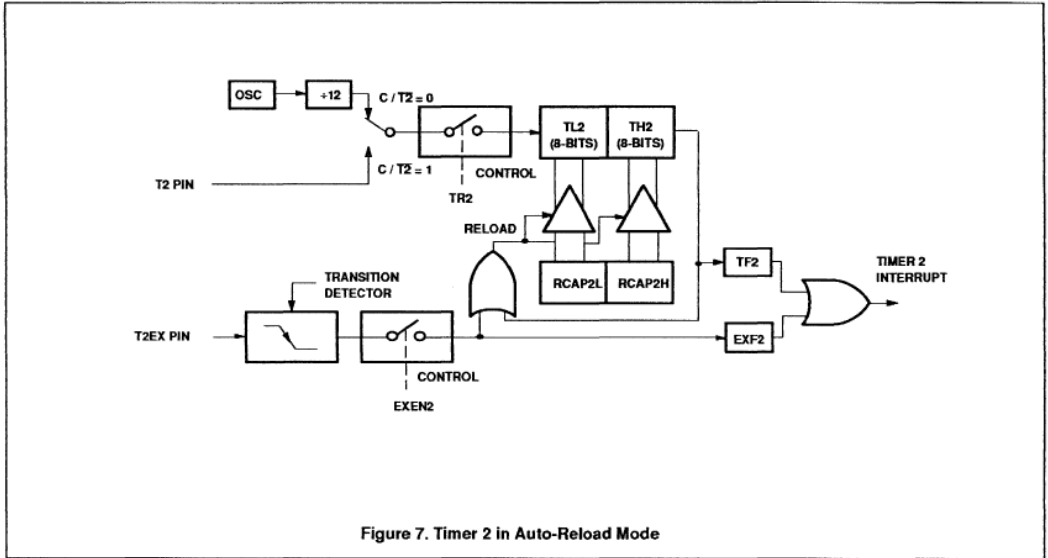 OSC
÷12
C / T2̅ = 0
TL2
(8-BITS)
TH2
(8-BITS)
C / T2̅ = 1
CONTROL
T2 PIN
TR2
RELOAD
TRANSITION
DETECTOR
RCAP2L
RCAP2H
TF2
TIMER 2
INTERRUPT
T2EX PIN
EXF2
CONTROL
EXEN2
Figure 7. Timer 2 in Auto-Reload Mode